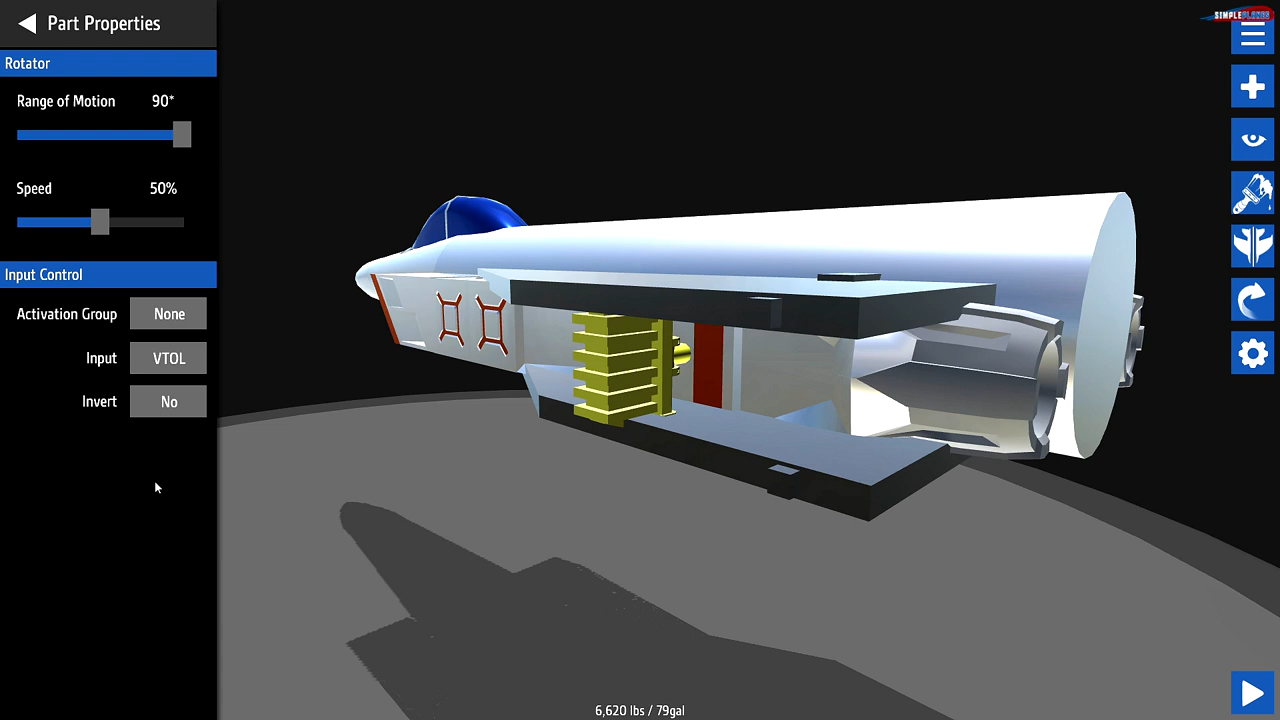 Part Properties
SIMPLEPLANES
Rotator
Range of Motion 90°
Speed 50%
Input Control
Activation Group None
Input VTOL
Invert No
6,620 lbs / 79gal